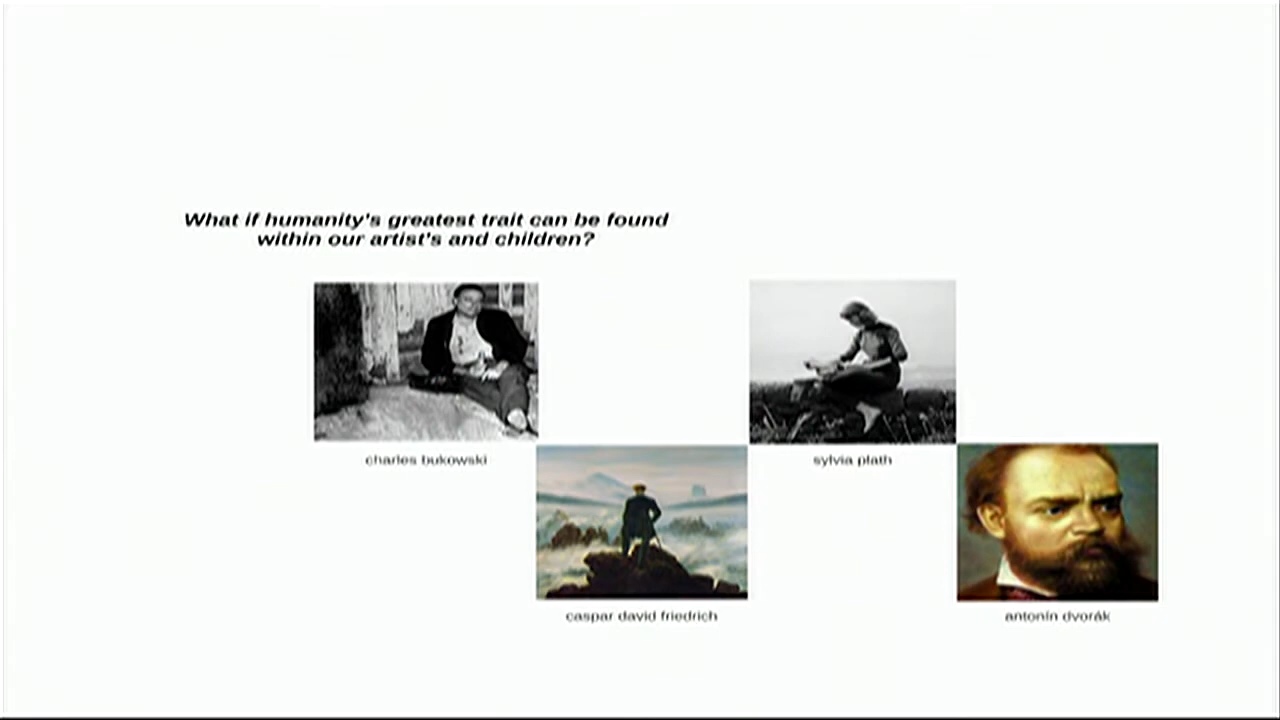 What if humanity's greatest trait can be found
within our artist's and children?
charles bukowski
sylvia plath
caspar david friedrich
antonín dvorák